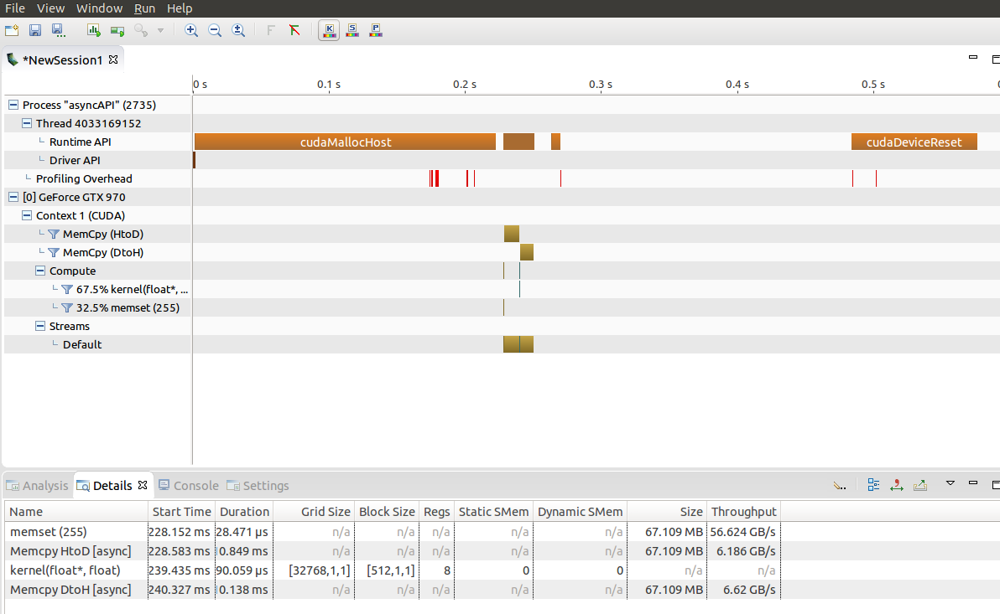 File View Window Run Help
*NewSession1
0 s 0.1 s 0.2 s 0.3 s 0.4 s 0.5 s
Process "asyncAPI" (2735)
Thread 4033169152
Runtime API cudaMallocHost cudaDeviceReset
Driver API
Profiling Overhead
[0] GeForce GTX 970
Context 1 (CUDA)
MemCpy (HtoD)
MemCpy (DtoH)
Compute
67.5% kernel(float*, ...
32.5% memset (255)
Streams
Default
Analysis Details Console Settings
Name Start Time Duration Grid Size Block Size Regs Static SMem Dynamic SMem Size Throughput
memset (255) 228.152 ms 28.471 µs n/a n/a n/a n/a n/a 67.109 MB 56.624 GB/s
Memcpy HtoD [async] 228.583 ms 0.849 ms n/a n/a n/a n/a n/a 67.109 MB 6.186 GB/s
kernel(float*, float) 239.435 ms 90.059 µs [32768,1,1] [512,1,1] 8 0 0 n/a n/a
Memcpy DtoH [async] 240.327 ms 0.138 ms n/a n/a n/a n/a n/a 67.109 MB 6.62 GB/s